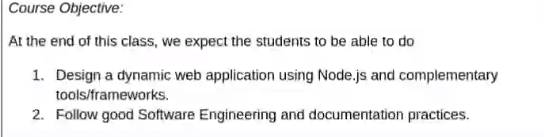 Course Objective:
At the end of this class, we expect the students to be able to do
1. Design a dynamic web application using Node.js and complementary
tools/frameworks.
2. Follow good Software Engineering and documentation practices.